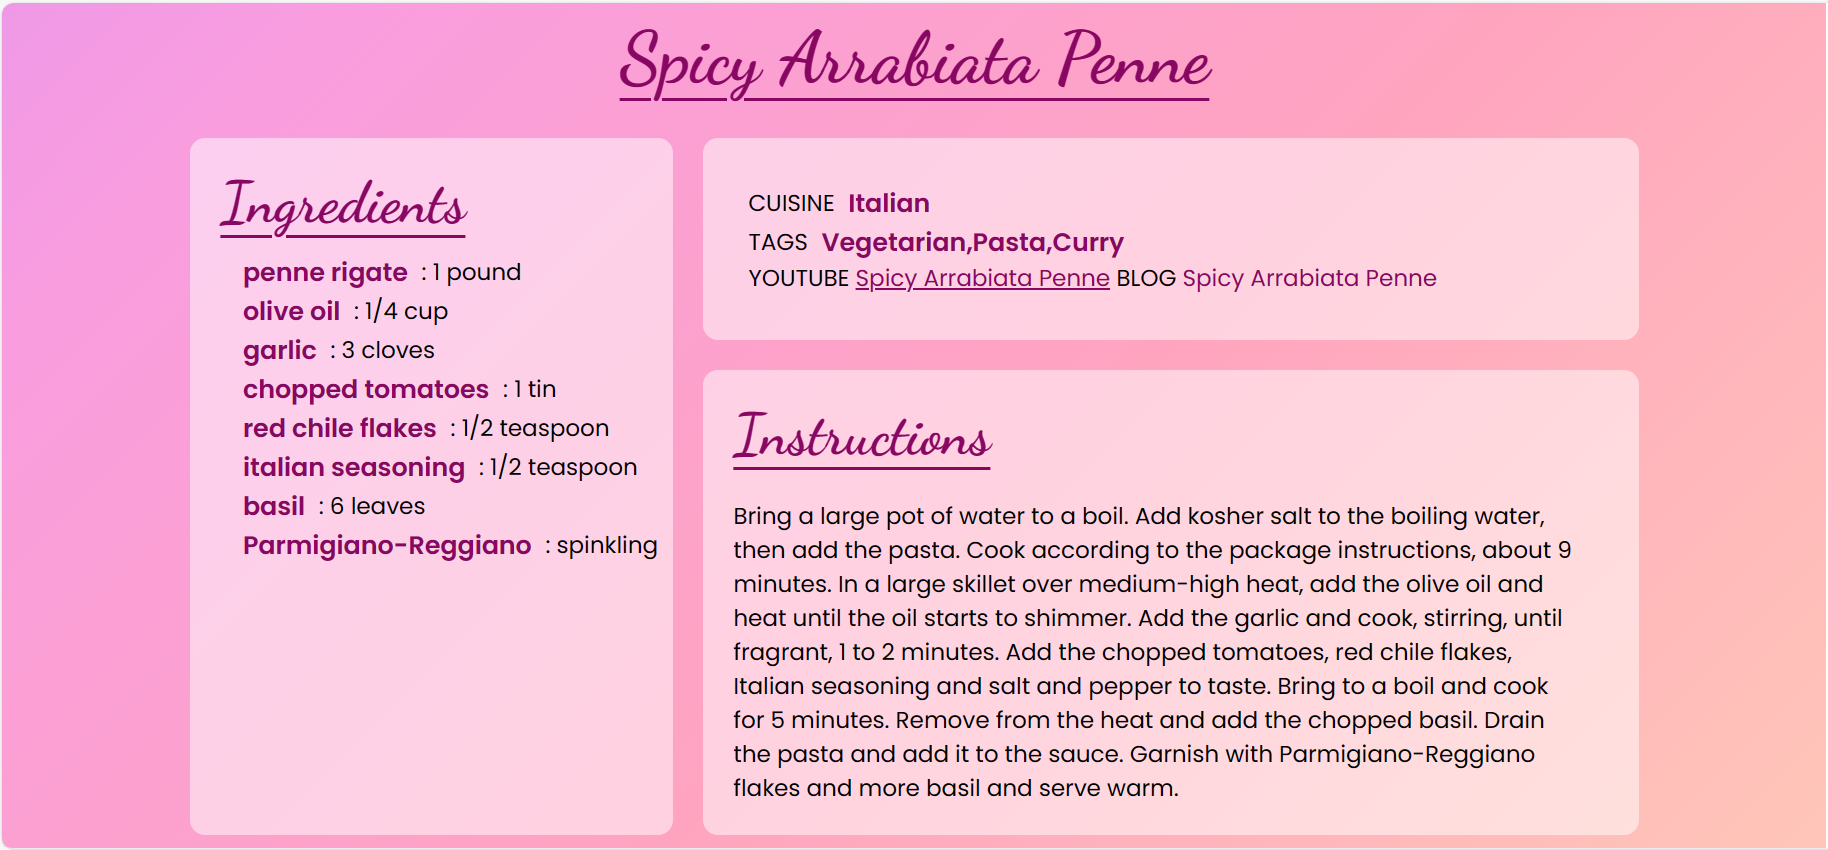 Spicy Arrabiata Penne
Ingredients
penne rigate : 1 pound
olive oil : 1/4 cup
garlic : 3 cloves
chopped tomatoes : 1 tin
red chile flakes : 1/2 teaspoon
italian seasoning : 1/2 teaspoon
basil : 6 leaves
Parmigiano-Reggiano : spinkling
CUISINE Italian
TAGS Vegetarian,Pasta,Curry
YOUTUBE Spicy Arrabiata Penne BLOG Spicy Arrabiata Penne
Instructions
Bring a large pot of water to a boil. Add kosher salt to the boiling water,
then add the pasta. Cook according to the package instructions, about 9
minutes. In a large skillet over medium-high heat, add the olive oil and
heat until the oil starts to shimmer. Add the garlic and cook, stirring, until
fragrant, 1 to 2 minutes. Add the chopped tomatoes, red chile flakes,
Italian seasoning and salt and pepper to taste. Bring to a boil and cook
for 5 minutes. Remove from the heat and add the chopped basil. Drain
the pasta and add it to the sauce. Garnish with Parmigiano-Reggiano
flakes and more basil and serve warm.